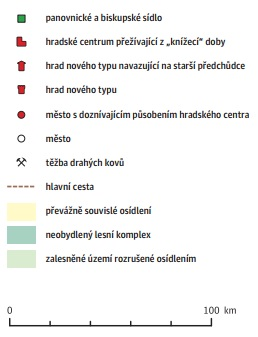 panovnické a biskupské sídlo
hradské centrum přežívající z „knížecí“ doby
hrad nového typu navazující na starší předchůdce
hrad nového typu
město s doznívajícím působením hradského centra
město
těžba drahých kovů
hlavní cesta
převážně souvislé osídlení
neobydlený lesní komplex
zalesněné území rozrušené osídlením
0 100 km